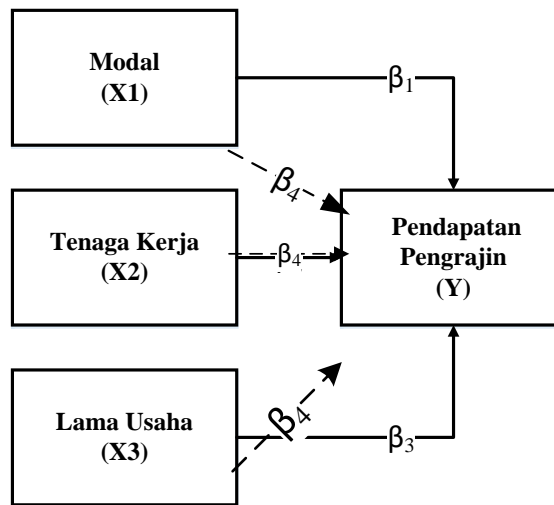 Modal
(X1)
β1
β4
Tenaga Kerja
(X2)
β4
Pendapatan
Pengrajin
(Y)
Lama Usaha
(X3)
β4
β3